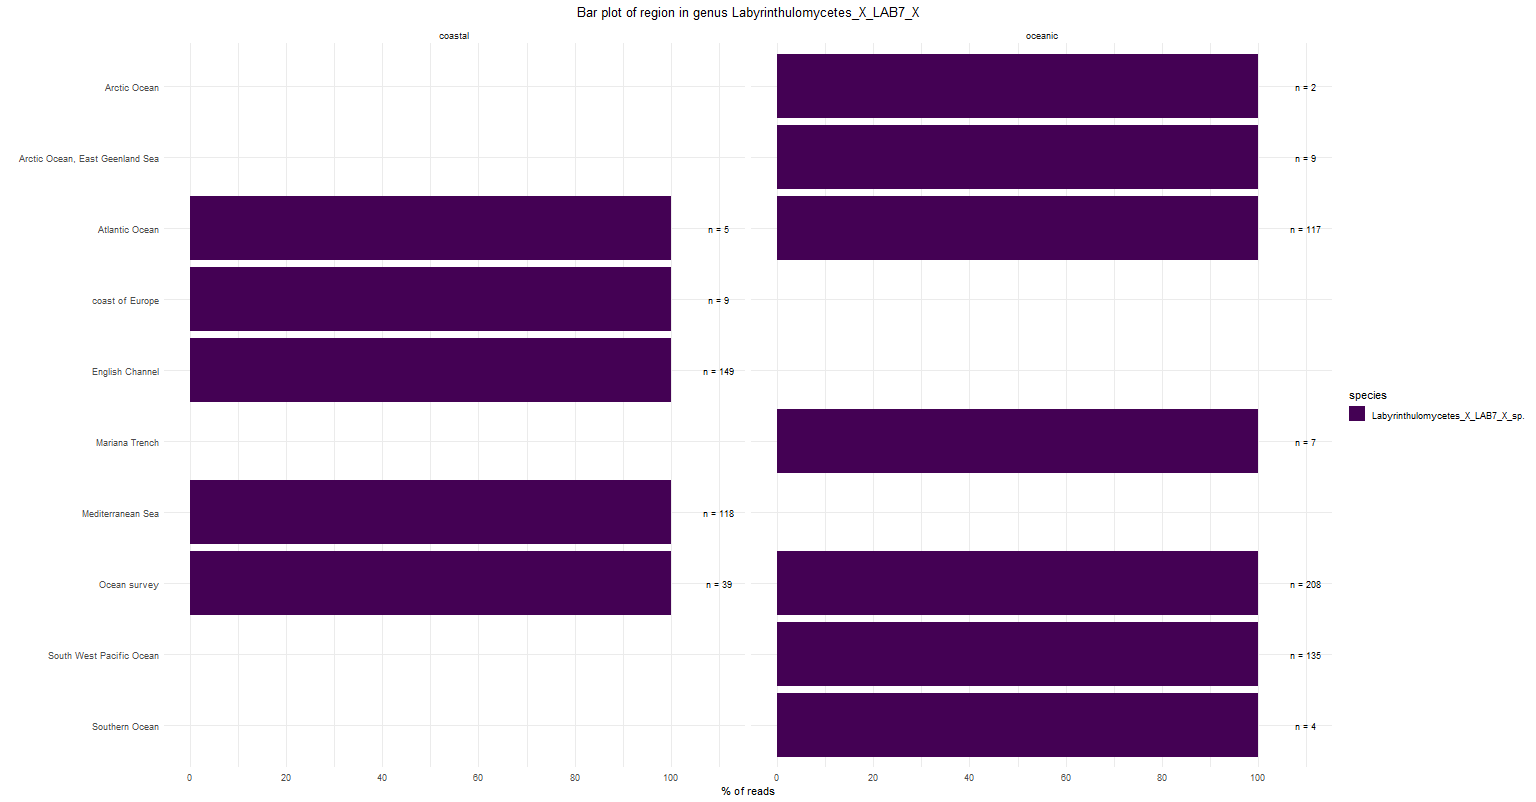 Bar plot of region in genus Labyrinthulomycetes_X_LAB7_X
coastal
oceanic
Arctic Ocean
n = 2
Arctic Ocean, East Geenland Sea
n = 9
Atlantic Ocean
n = 5
n = 117
coast of Europe
n = 9
English Channel
n = 149
Mariana Trench
n = 7
Mediterranean Sea
n = 118
Ocean survey
n = 39
n = 208
South West Pacific Ocean
n = 135
Southern Ocean
n = 4
0 20 40 60 80 100
0 20 40 60 80 100
% of reads
species
Labyrinthulomycetes_X_LAB7_X_sp.